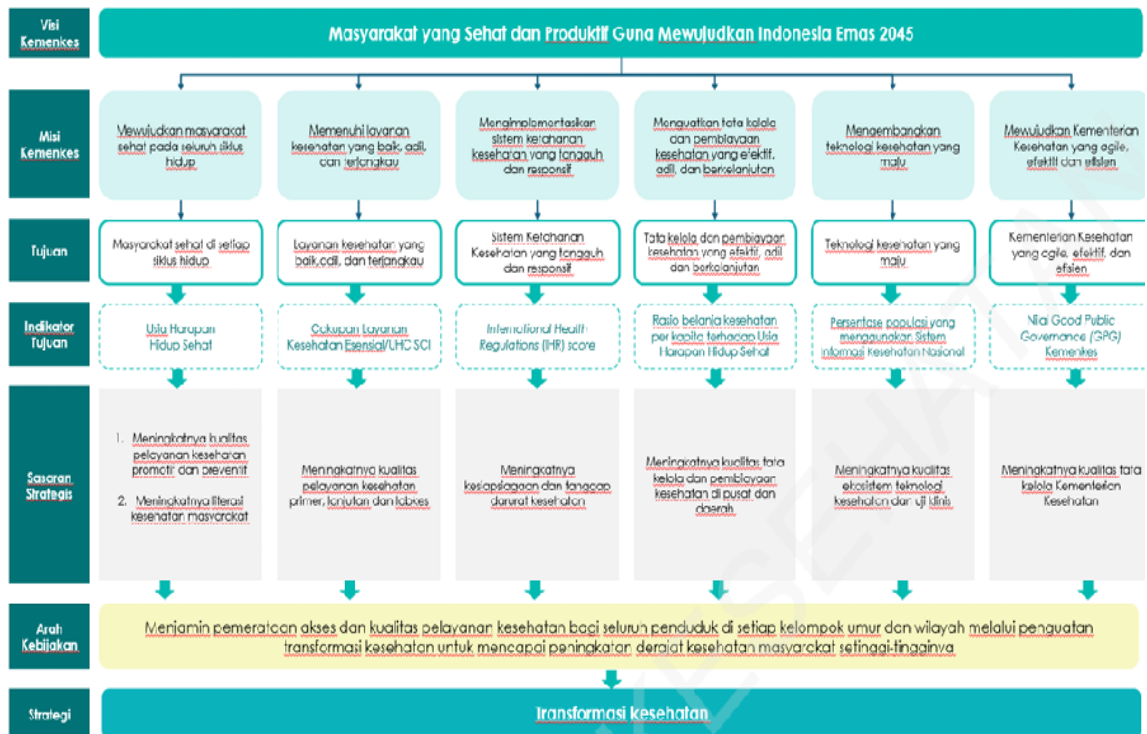 Visi
Kemenkes
Masyarakat yang Sehat dan Produktif Guna Mewujudkan Indonesia Emas 2045
Misi
Kemenkes
Mewujudkan masyarakat
sehat pada seluruh siklus
hidup
Memenuhi layanan
kesehatan yang baik, adil,
dan terjangkau
Mengimplementasikan
sistem ketahanan
kesehatan yang tangguh
dan responsif
Menguatkan tata kelola
dan pembiayaan
kesehatan yang efektif,
adil, dan berkelanjutan
Mengembangkan
teknologi kesehatan yang
maju
Mewujudkan Kementerian
Kesehatan yang agile,
efektif dan efisien
Tujuan
Masyarakat sehat di setiap
siklus hidup
Layanan kesehatan yang
baik,adil, dan terjangkau
Sistem Ketahanan
Kesehatan yang tangguh
dan responsif
Tata kelola dan pembiayaan
kesehatan yang efektif, adil
dan berkelanjutan
Teknologi kesehatan yang
maju
Kementerian Kesehatan
yang agile, efektif, dan
efisien
Indikator
Tujuan
Usia Harapan
Hidup Sehat
Cakupan Layanan
Kesehatan Esensial/UHC SCI
International Health
Regulations (IHR) score
Rasio belanja kesehatan
per kapita terhadap Usia
Harapan Hidup Sehat
Persentase populasi yang
menggunakan Sistem
Informasi Kesehatan Nasional
Nilai Good Public
Governance (GPG)
Kemenkes
Sasaran
Strategis
1. Meningkatnya kualitas
pelayanan kesehatan
promotif dan preventif
2. Meningkatnya literasi
kesehatan masyarakat
Meningkatnya kualitas
pelayanan kesehatan
primer, lanjutan dan labkes
Meningkatnya
kesiapsiagaan dan tanggap
darurat kesehatan
Meningkatnya kualitas tata
kelola dan pembiayaan
kesehatan di pusat dan
daerah
Meningkatnya kualitas
ekosistem teknologi
kesehatan dan uji klinis
Meningkatnya kualitas tata
kelola Kementerian
Kesehatan
Arah
Kebijakan
Menjamin pemerataan akses dan kualitas pelayanan kesehatan bagi seluruh penduduk di setiap kelompok umur dan wilayah melalui penguatan
transformasi kesehatan untuk mencapai peningkatan derajat kesehatan masyarakat setinggi-tingginya
Strategi
Transformasi kesehatan